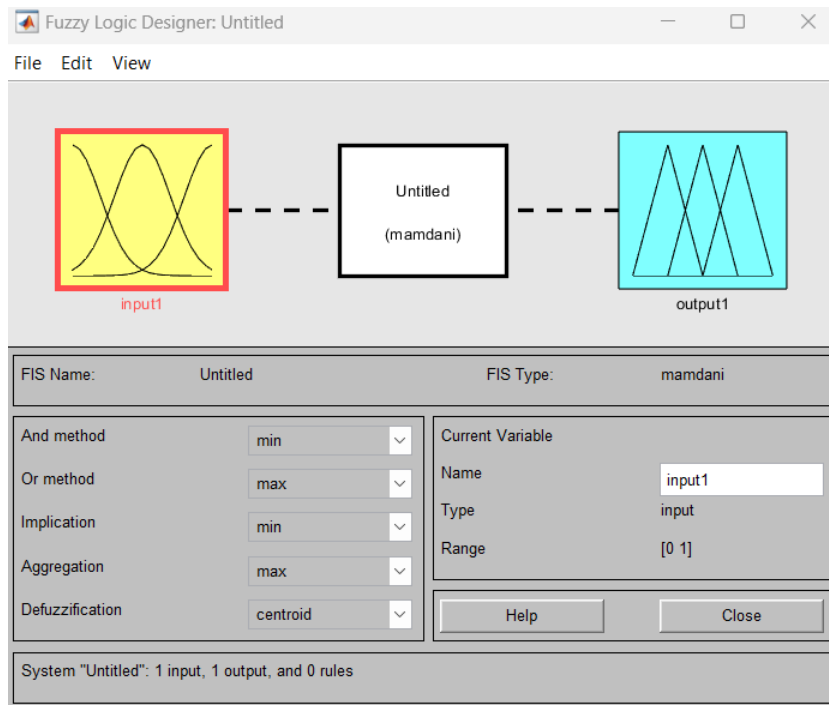 Fuzzy Logic Designer: Untitled
File Edit View
Untitled
(mamdani)
input1
output1
FIS Name: Untitled FIS Type: mamdani
And method min
Or method max
Implication min
Aggregation max
Defuzzification centroid
Current Variable
Name input1
Type input
Range [0 1]
Help Close
System "Untitled": 1 input, 1 output, and 0 rules